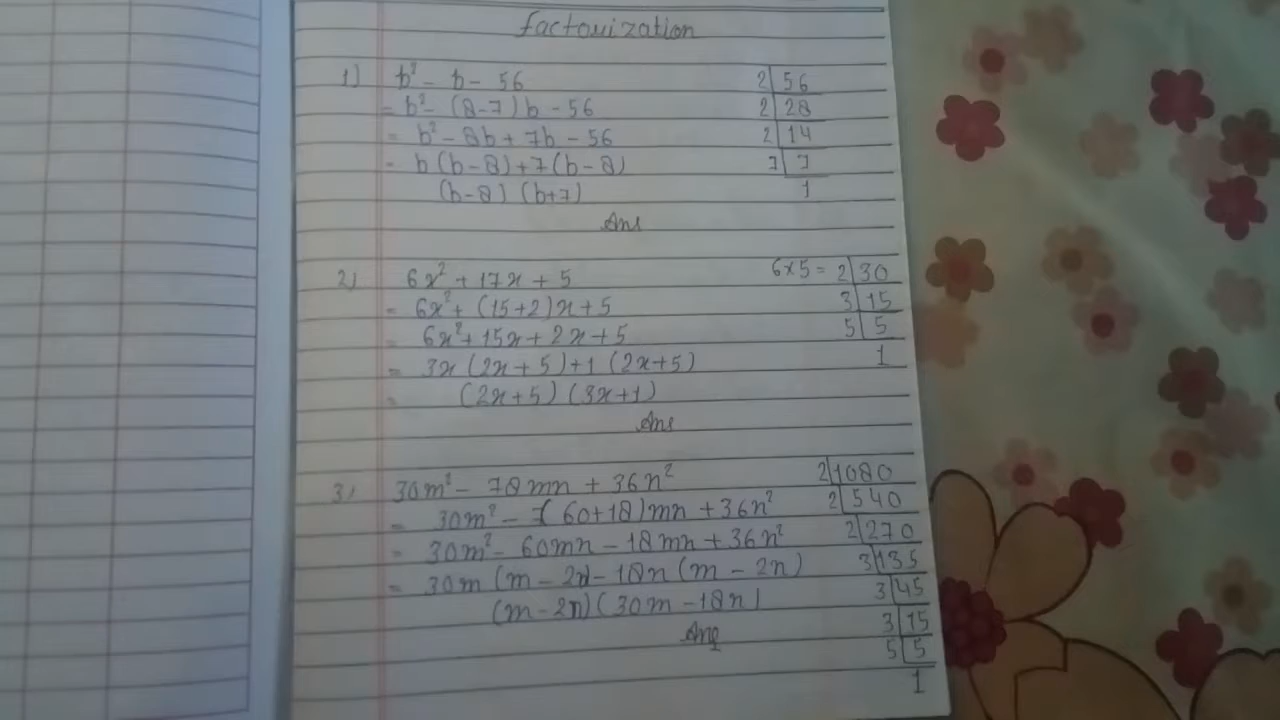 Factorization
1) b² - b - 56
= b² - (8-7)b - 56
= b² - 8b + 7b - 56
= b(b-8)+7(b-8)
(b-8) (b+7)
Ans
2 56
2 28
2 14
7 7
1
2) 6x² + 17x + 5
= 6x² + (15+2)x + 5
= 6x² + 15x + 2x + 5
= 3x (2x+5)+1 (2x+5)
= (2x+5) (3x+1)
Ans
6x5 = 2 30
3 15
5 5
1
3) 30m² - 78mn + 36n²
= 30m² - (60+18)mn + 36n²
= 30m² - 60mn - 18mn + 36n²
= 30m (m - 2n) - 18n (m - 2n)
(m-2n) (30m - 18n)
Ans
2 1080
2 540
2 270
3 135
3 45
3 15
5 5
1